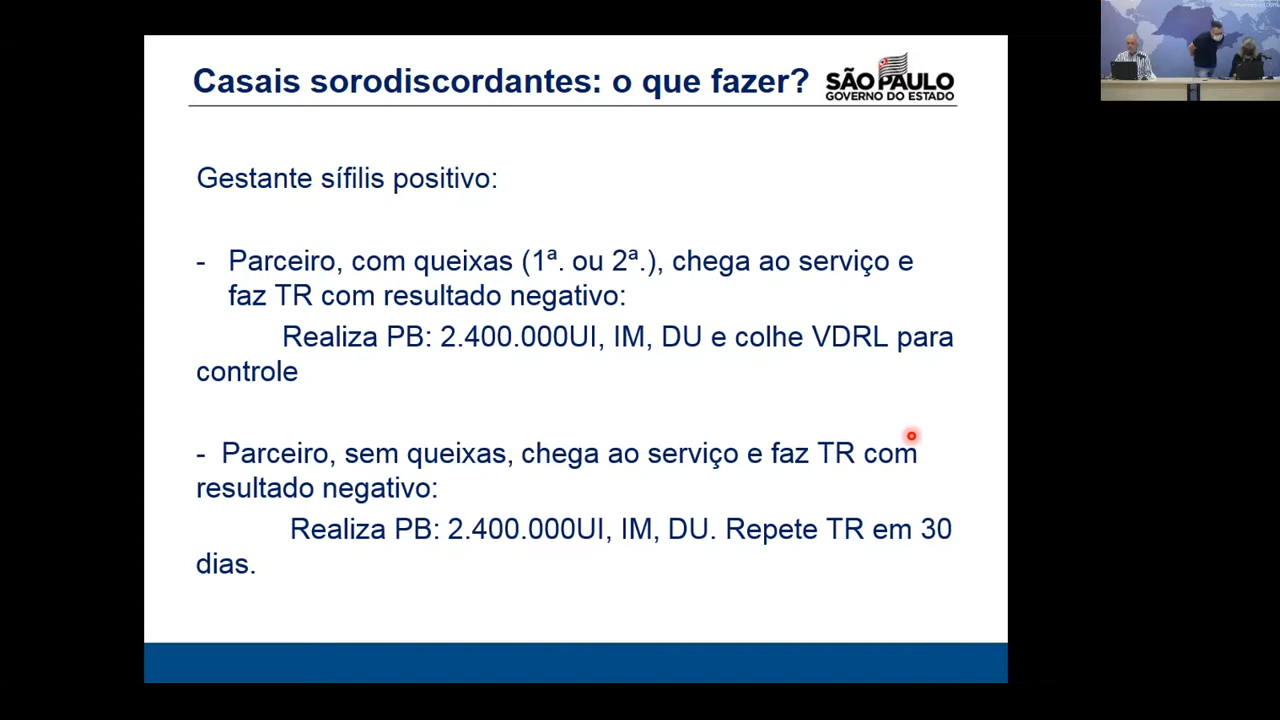 Casais sorodiscordantes: o que fazer?
SÃO PAULO
GOVERNO DO ESTADO
Gestante sífilis positivo:
- Parceiro, com queixas (1ª. ou 2ª.), chega ao serviço e
faz TR com resultado negativo:
Realiza PB: 2.400.000UI, IM, DU e colhe VDRL para
controle
- Parceiro, sem queixas, chega ao serviço e faz TR com
resultado negativo:
Realiza PB: 2.400.000UI, IM, DU. Repete TR em 30
dias.